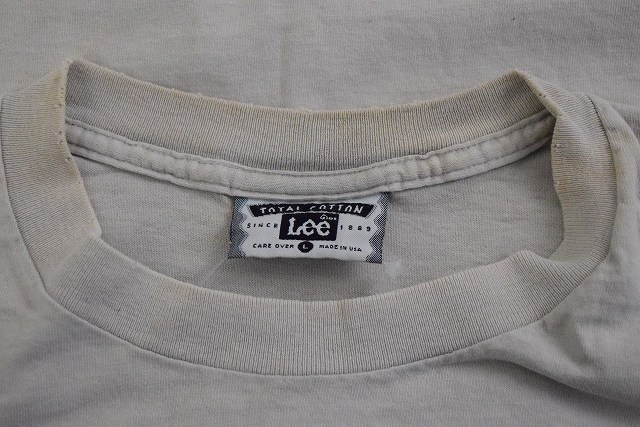 TOTAL COTTON
SINCE Lee 1889
CARE OVER L MADE IN USA